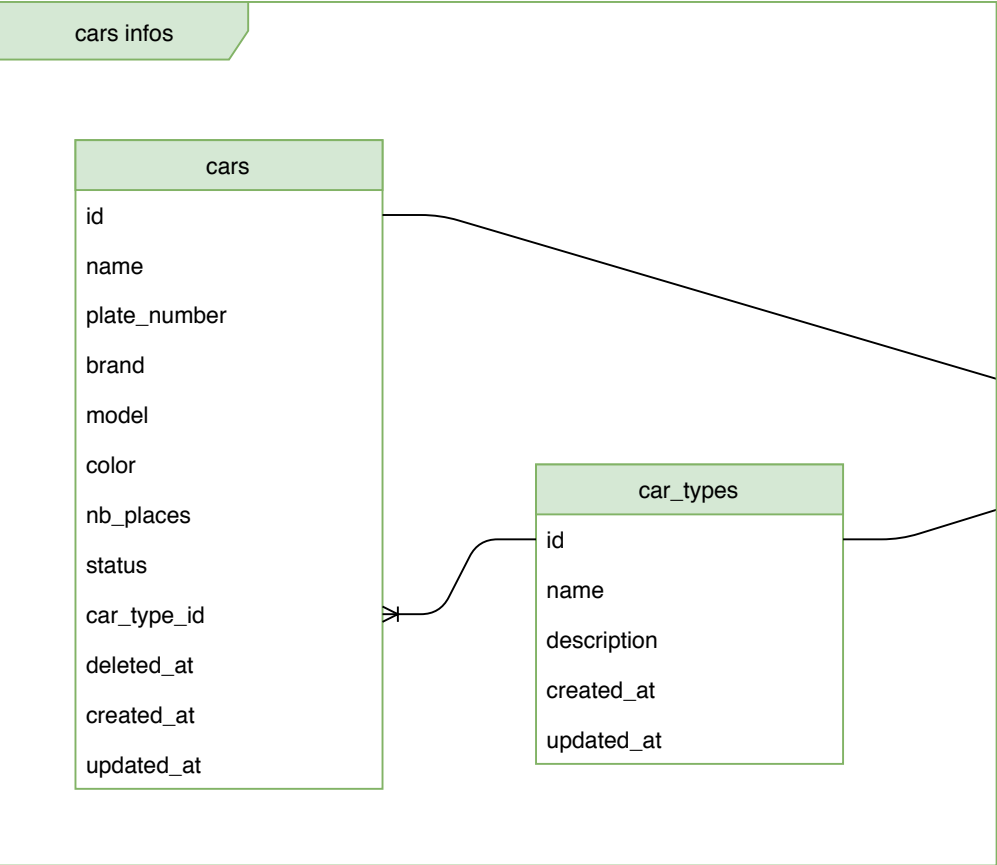 cars infos
cars
id
name
plate_number
brand
model
color
nb_places
status
car_type_id
deleted_at
created_at
updated_at
car_types
id
name
description
created_at
updated_at